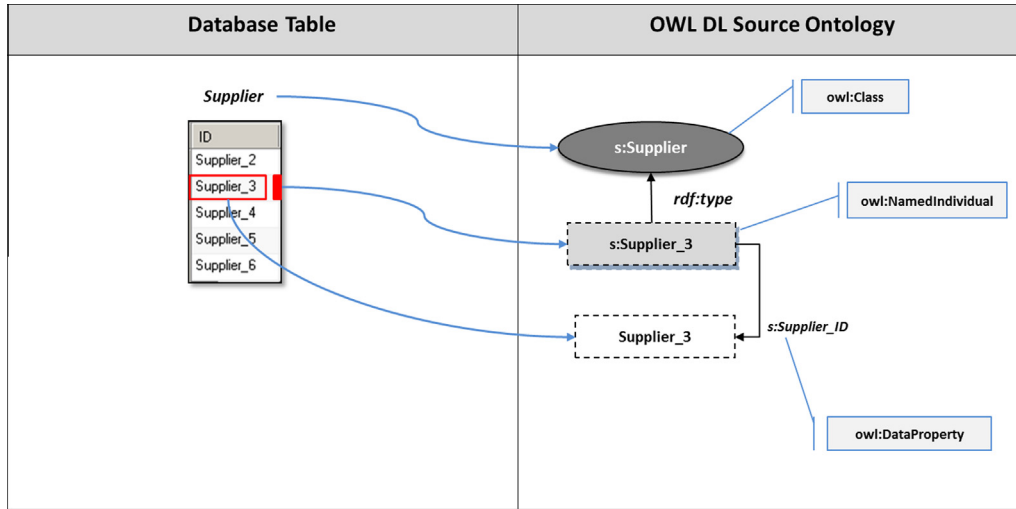 Database Table
OWL DL Source Ontology
Supplier
ID
Supplier_2
Supplier_3
Supplier_4
Supplier_5
Supplier_6
owl:Class
s:Supplier
rdf:type
owl:NamedIndividual
s:Supplier_3
Supplier_3
s:Supplier_ID
owl:DataProperty